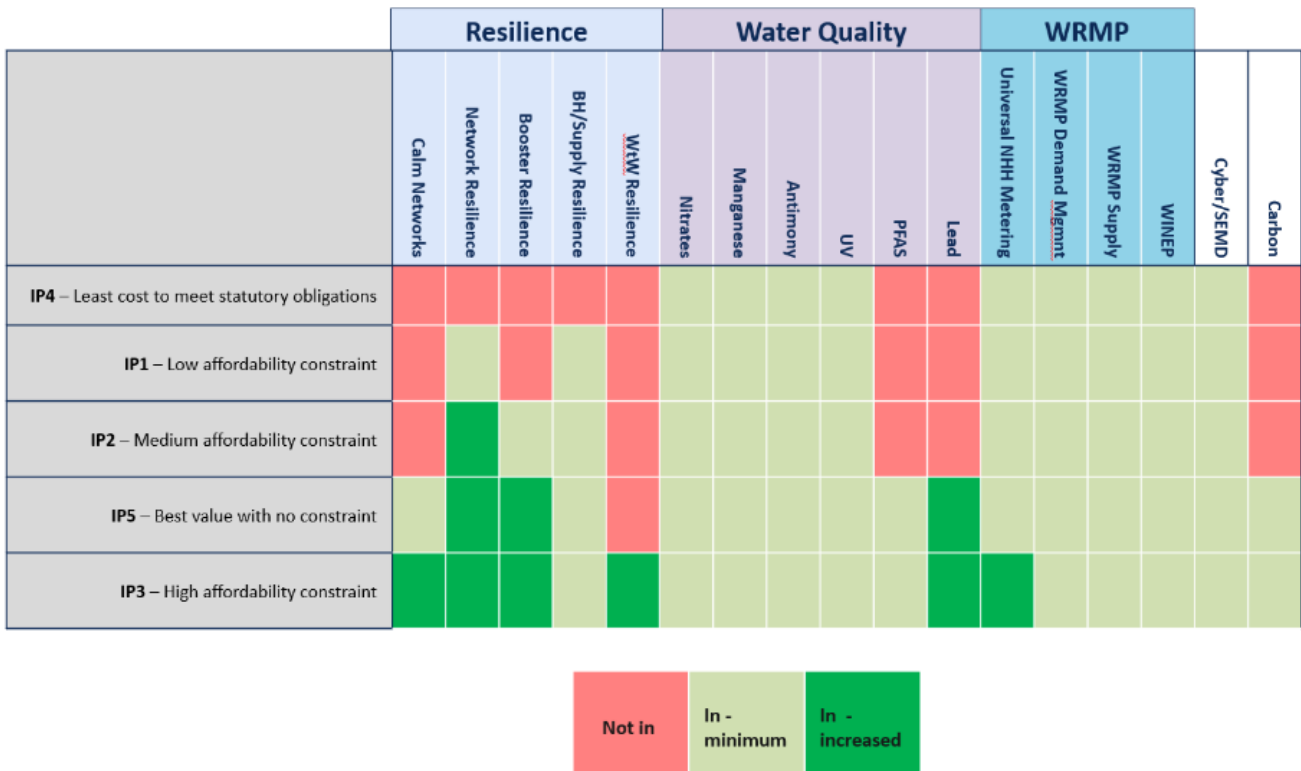 Resilience
Water Quality
WRMP
Calm Networks
Network Resilience
Booster Resilience
BH/Supply Resilience
WtW Resilience
Nitrates
Manganese
Antimony
UV
PFAS
Lead
Universal NHH Metering
WRMP Demand Mgmnt
WRMP Supply
WINEP
Cyber/SEMD
Carbon
IP4 – Least cost to meet statutory obligations
IP1 – Low affordability constraint
IP2 – Medium affordability constraint
IP5 – Best value with no constraint
IP3 – High affordability constraint
Not in
In -
minimum
In -
increased